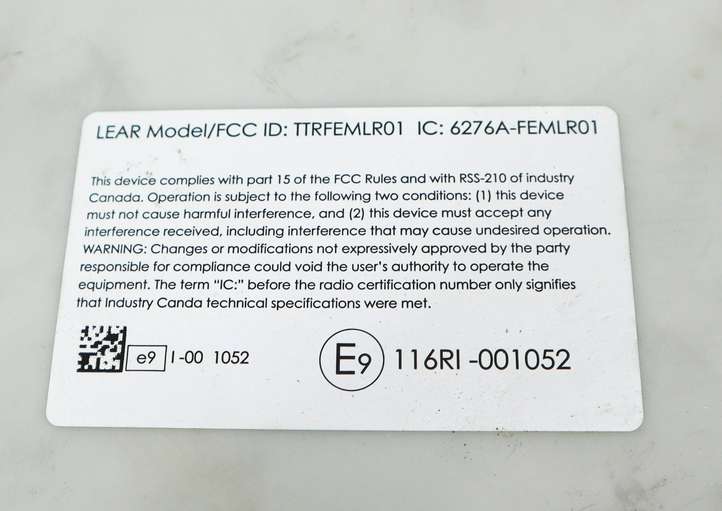 LEAR Model/FCC ID: TTRFEMLR01 IC: 6276A-FEMLR01
This device complies with part 15 of the FCC Rules and with RSS-210 of industry
Canada. Operation is subject to the following two conditions: (1) this device
must not cause harmful interference, and (2) this device must accept any
interference received, including interference that may cause undesired operation.
WARNING: Changes or modifications not expressively approved by the party
responsible for compliance could void the user's authority to operate the
equipment. The term "IC:" before the radio certification number only signifies
that Industry Canda technical specifications were met.
e9 I-00 1052 E9 116RI-001052